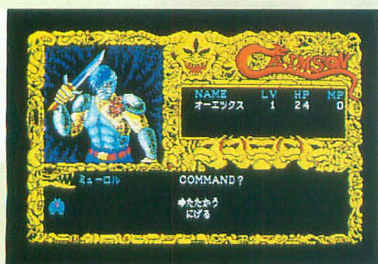 CRIMSON
NAME LV HP MP
オーエックス 1 24 0
ミューロル COMMAND?
たたかう
にげる